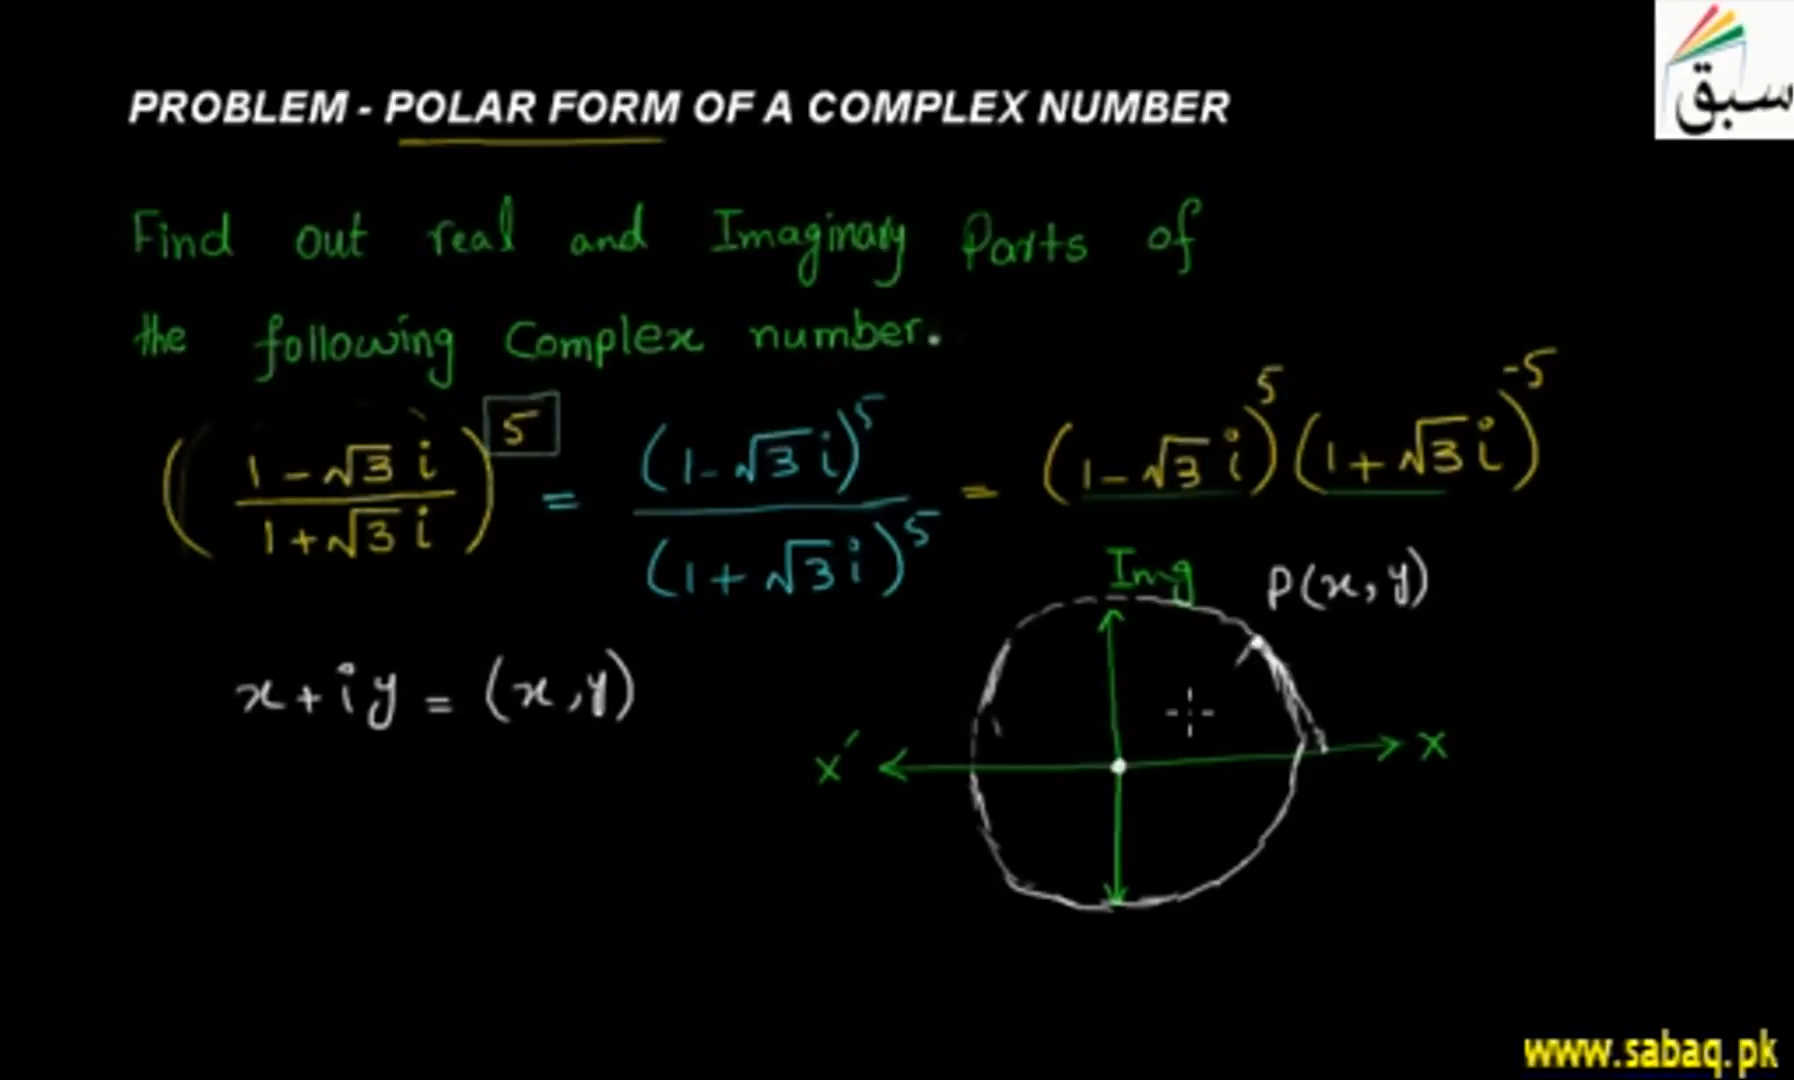 سبق
PROBLEM - POLAR FORM OF A COMPLEX NUMBER
Find out real and Imaginary Parts of
the following Complex number.
((1-√3 i)/(1+√3 i))^5 = (1-√3 i)^5/(1+√3 i)^5 = (1-√3 i)^5 (1+√3 i)^-5
Img P(x,y)
x+iy = (x,y)
X' X
www.sabaq.pk